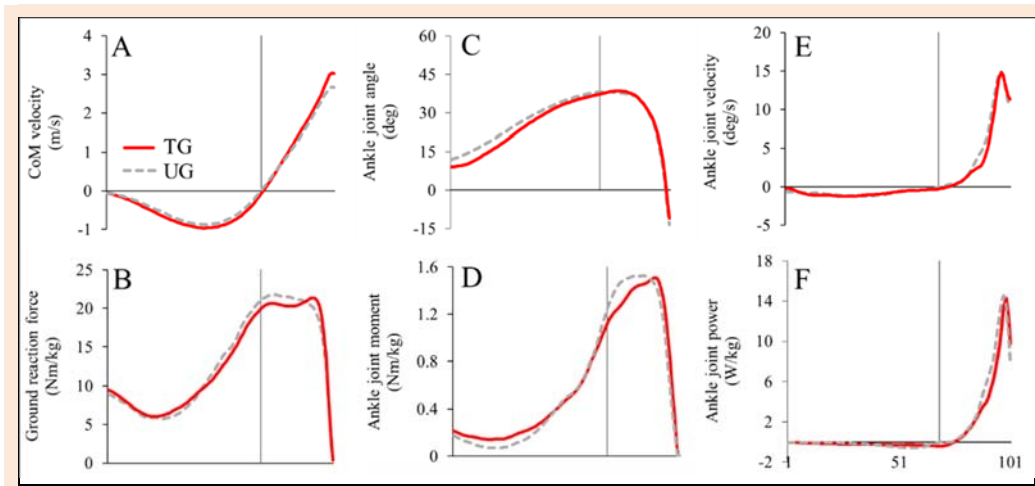 A
CoM velocity
(m/s)
4
3
2
1
0
-1
TG
UG
C
Ankle joint angle
(deg)
60
45
30
15
0
-15
E
Ankle joint velocity
(deg/s)
20
15
10
5
0
-5
B
Ground reaction force
(Nm/kg)
25
20
15
10
5
0
D
Ankle joint moment
(Nm/kg)
1.6
1.2
0.8
0.4
0
F
Ankle joint power
(W/kg)
18
14
10
6
2
-2
1
51
101